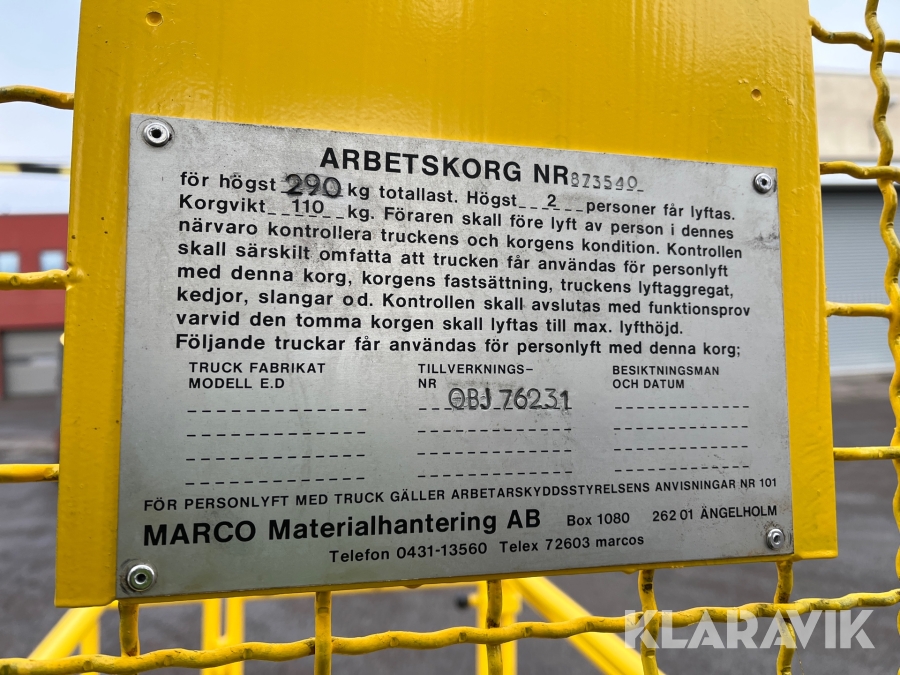 ARBETSKORG NR 873540
för högst 290 kg totallast. Högst 2 personer får lyftas.
Korgvikt 110 kg. Föraren skall före lyft av person i dennes
närvaro kontrollera truckens och korgens kondition. Kontrollen
skall särskilt omfatta att trucken får användas för personlyft
med denna korg, korgens fastsättning, truckens lyftaggregat,
kedjor, slangar od. Kontrollen skall avslutas med funktionsprov
varvid den tomma korgen skall lyftas till max. lyfthöjd.
Följande truckar får användas för personlyft med denna korg;
TRUCK FABRIKAT TILLVERKNINGS- BESIKTNINGSMAN
MODELL E.D NR OCH DATUM
OBJ 76231
FÖR PERSONLYFT MED TRUCK GÄLLER ARBETARSKYDDSSTYRELSENS ANVISNINGAR NR 101
MARCO Materialhantering AB Box 1080 262 01 ÄNGELHOLM
Telefon 0431-13560 Telex 72603 marcos
KLARAVIK